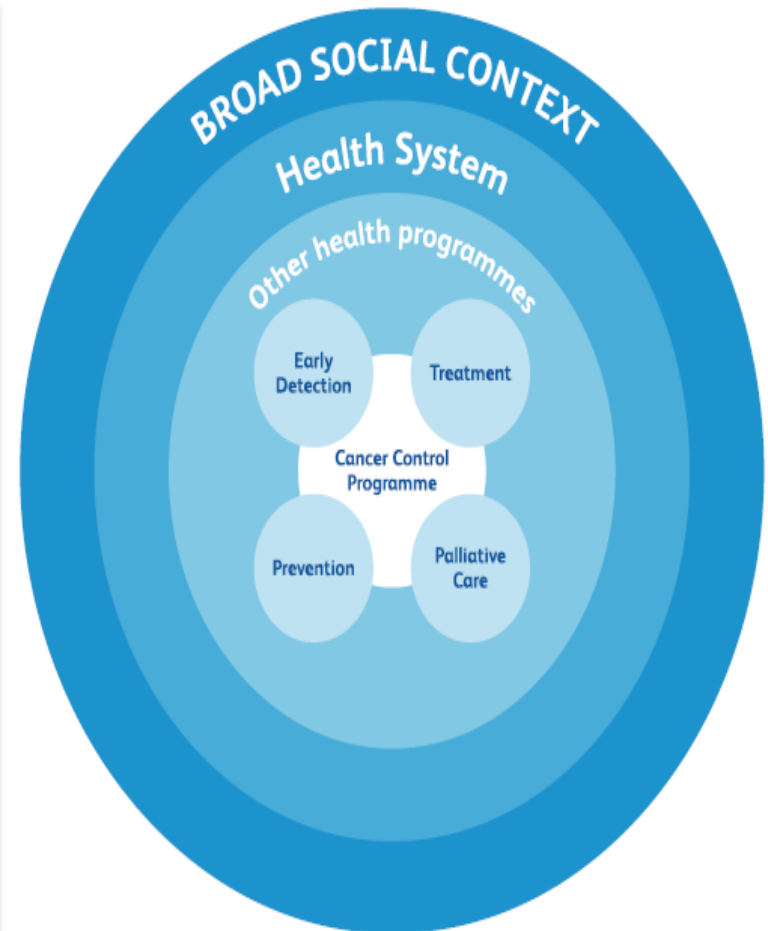 BROAD SOCIAL CONTEXT
Health System
Other health programmes
Early
Detection
Treatment
Cancer Control
Programme
Prevention
Palliative
Care